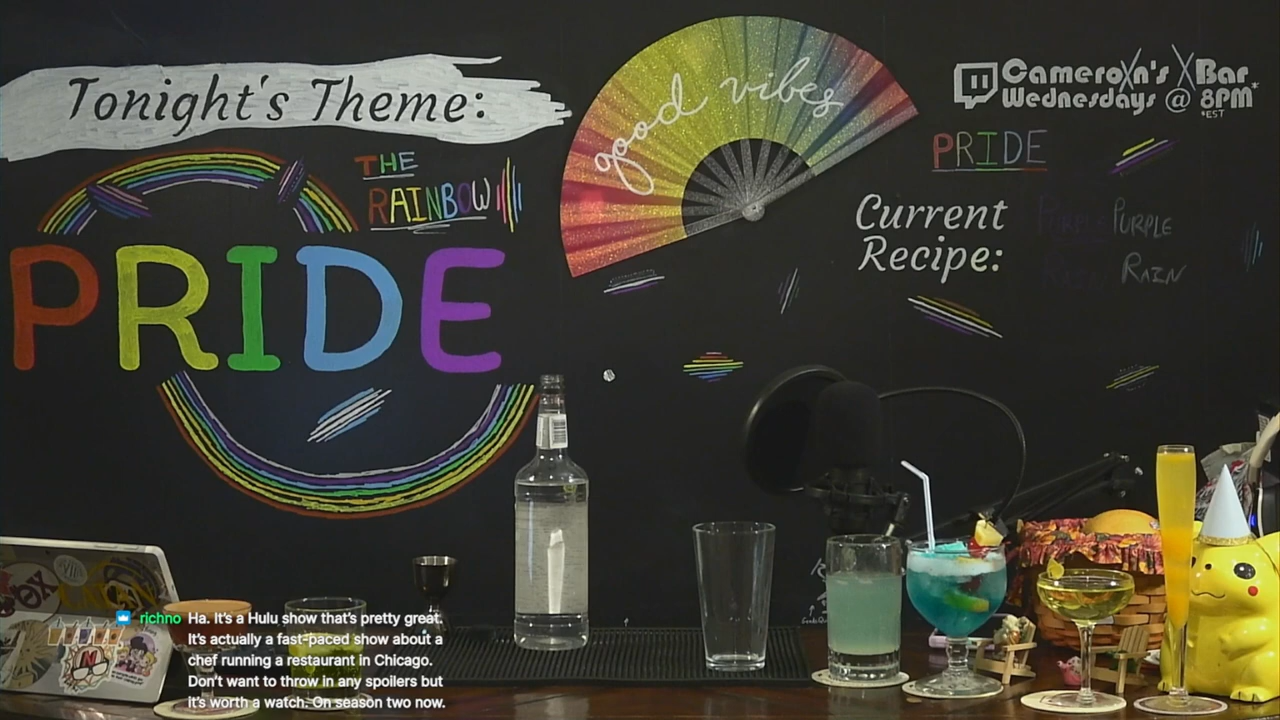 Tonight's Theme:
THE
RAINBOW
PRIDE
good vibes
CameroXn's XBar
Wednesdays @ 8PM*
*EST
PRIDE
Current
Recipe:
PURPLE
RAIN
richno Ha. It's a Hulu show that's pretty great.
It's actually a fast-paced show about a
chef running a restaurant in Chicago.
Don't want to throw in any spoilers but
it's worth a watch. On season two now.